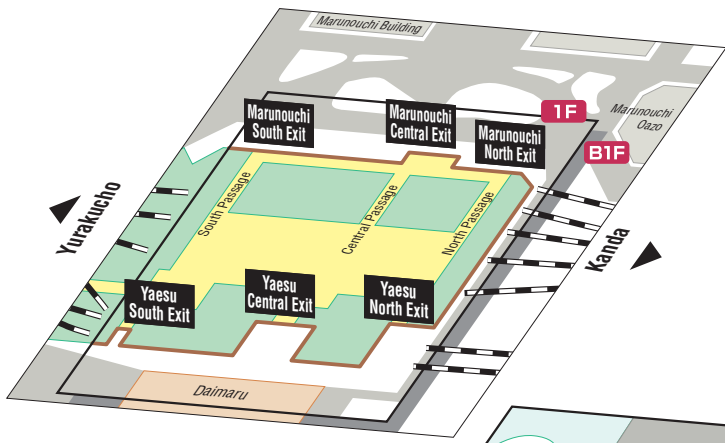 Marunouchi Building
Marunouchi
South Exit
Marunouchi
Central Exit
Marunouchi
North Exit
1F
B1F
Marunouchi
Oazo
Yurakucho
South Passage
Central Passage
North Passage
Kanda
Yaesu
South Exit
Yaesu
Central Exit
Yaesu
North Exit
Daimaru